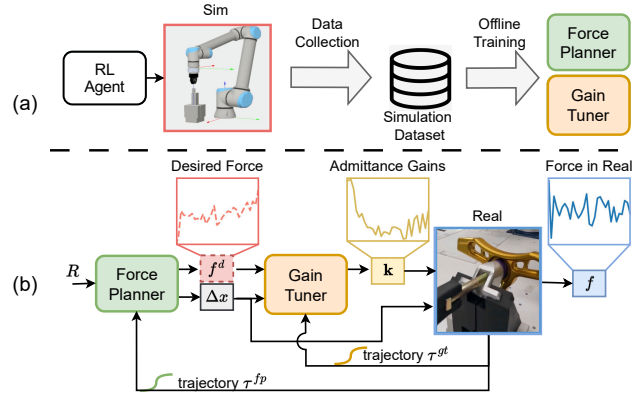 Sim
RL
Agent
Data
Collection
Simulation
Dataset
Offline
Training
Force
Planner
Gain
Tuner
(a)
Desired Force
Admittance Gains
Force in Real
Real
(b)
R
Force
Planner
f^d
Δx
Gain
Tuner
k
f
trajectory τ^{gt}
trajectory τ^{fp}